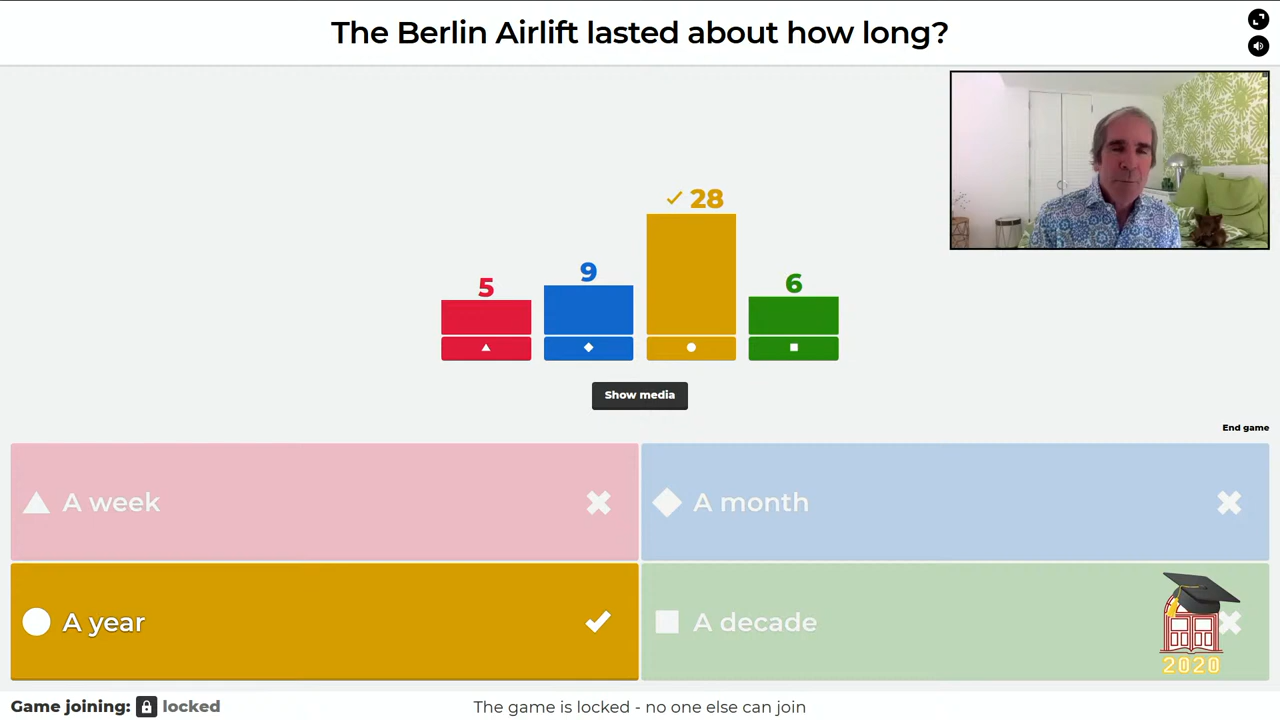 The Berlin Airlift lasted about how long?
5
9
28
6
Show media
End game
A week
A month
A year
A decade
2020
Game joining: locked
The game is locked - no one else can join